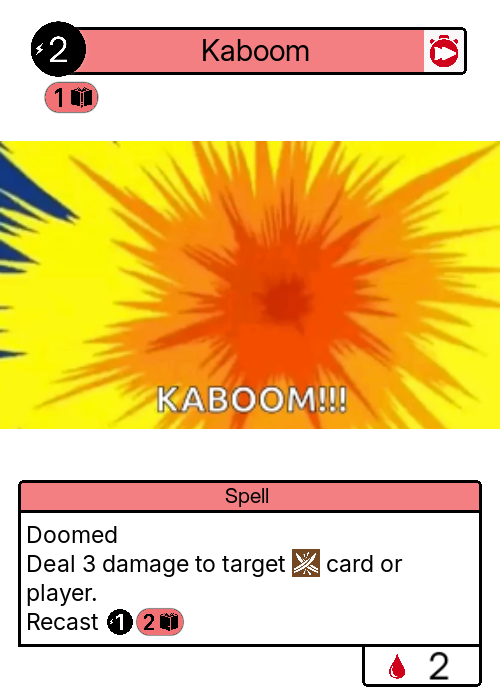 2
Kaboom
1
KABOOM!!!
Spell
Doomed
Deal 3 damage to target card or
player.
Recast 1 2
2